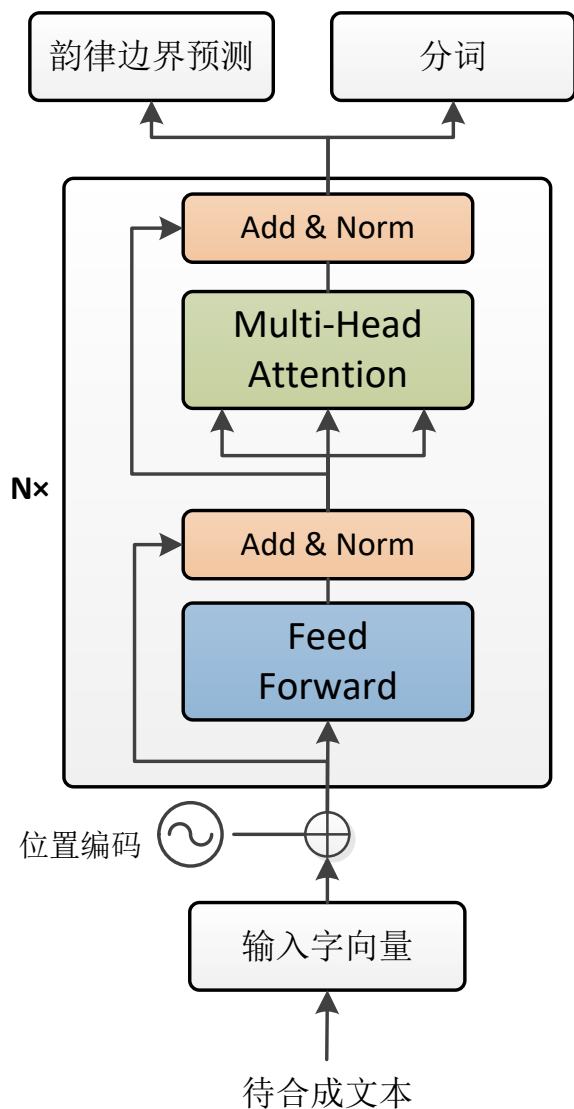 韵律边界预测
分词
Add & Norm
Multi-Head
Attention
N×
Add & Norm
Feed
Forward
位置编码
输入字向量
待合成文本